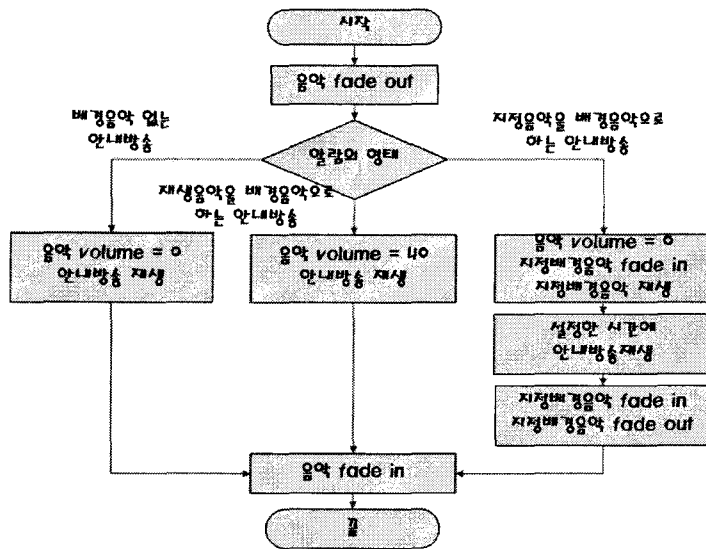 시작
음악 fade out
배경음악 없는
안내방송
지정음악을 배경음악으로
하는 안내방송
알람의 형태
재생음악을 배경음악으로
하는 안내방송
음악 volume = 0
안내방송 재생
음악 volume = 40
안내방송 재생
음악 volume = 0
지정배경음악 fade in
지정배경음악 재생
설정한 시간에
안내방송재생
지정배경음악 fade in
지정배경음악 fade out
음악 fade in
끝